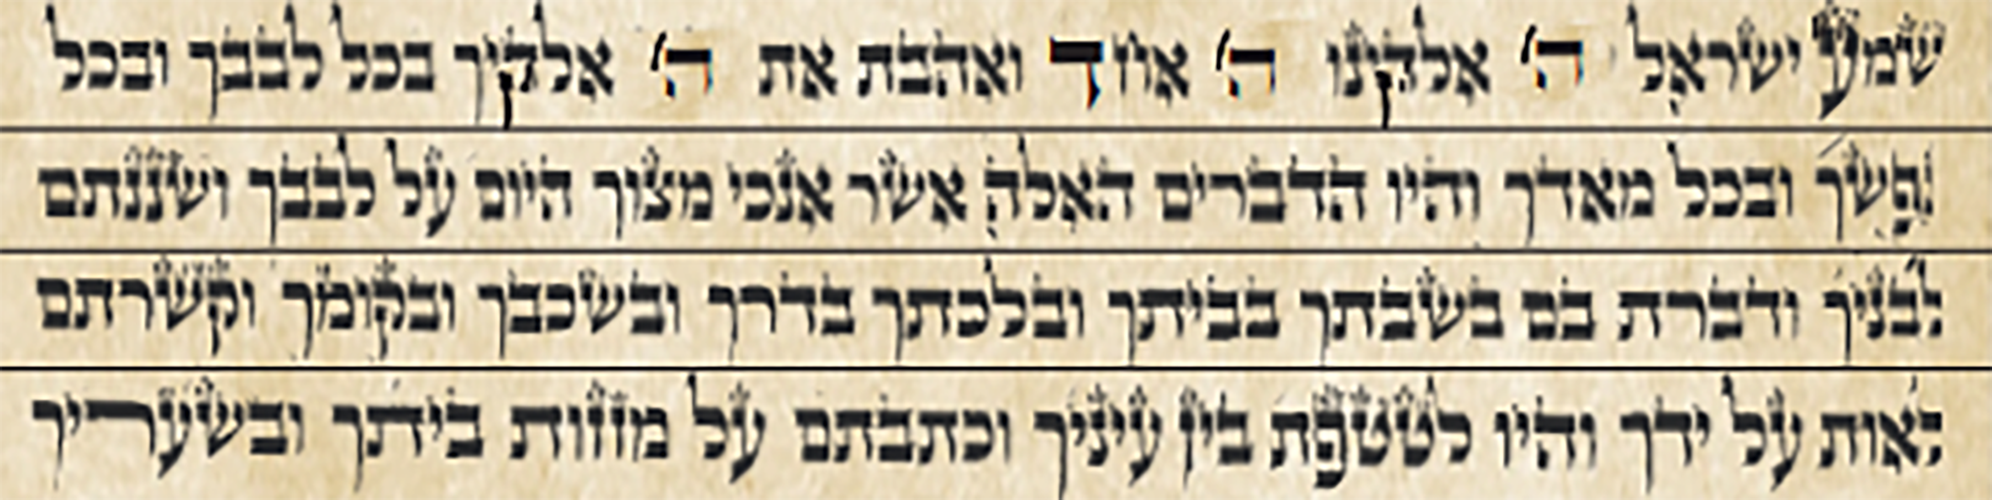 שמע ישראל ה' אלקינו ה' אחד ואהבת את ה' אלקיך בכל לבבך ובכל
נפשך ובכל מאדך והיו הדברים האלה אשר אנכי מצוך היום על לבבך ושננתם
לבניך ודברת בם בשבתך בביתך ובלכתך בדרך ובשכבך ובקומך וקשרתם
לאות על ידך והיו לטטפת בין עיניך וכתבתם על מזזות ביתך ובשעריך